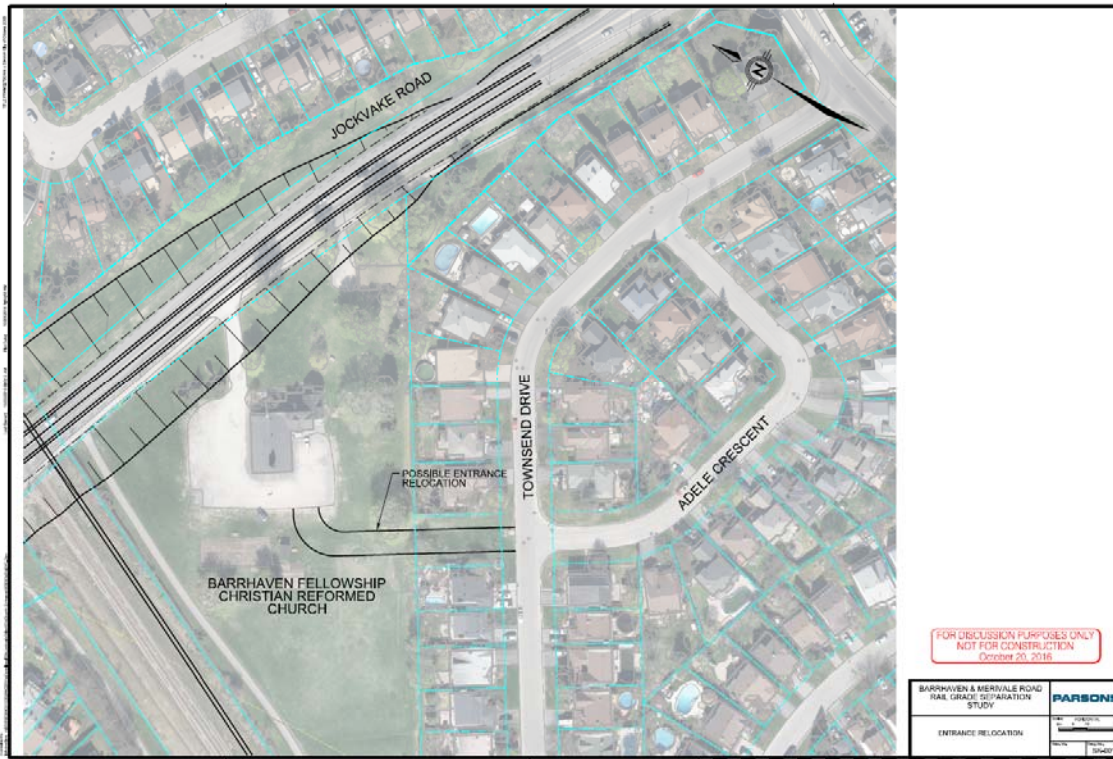 JOCKVAKE ROAD
N
TOWNSEND DRIVE
ADELE CRESCENT
POSSIBLE ENTRANCE
RELOCATION
BARRHAVEN FELLOWSHIP
CHRISTIAN REFORMED
CHURCH
FOR DISCUSSION PURPOSES ONLY
NOT FOR CONSTRUCTION
October 20, 2016
BARRHAVEN & MERIVALE ROAD
RAIL GRADE SEPARATION
STUDY
PARSONS
ENTRANCE RELOCATION